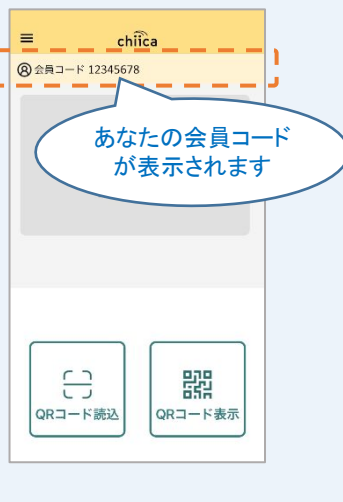 chiica
会員コード 12345678
あなたの会員コード
が表示されます
QRコード読込
QRコード表示